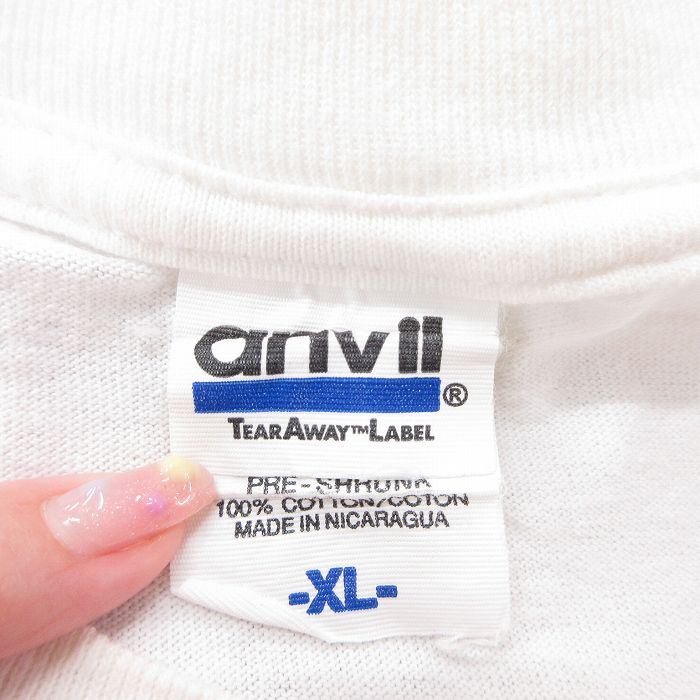 anvil
®
TEARAWAY™LABEL
PRE-SHRUNK
100% COTTON/COTON
MADE IN NICARAGUA
-XL-